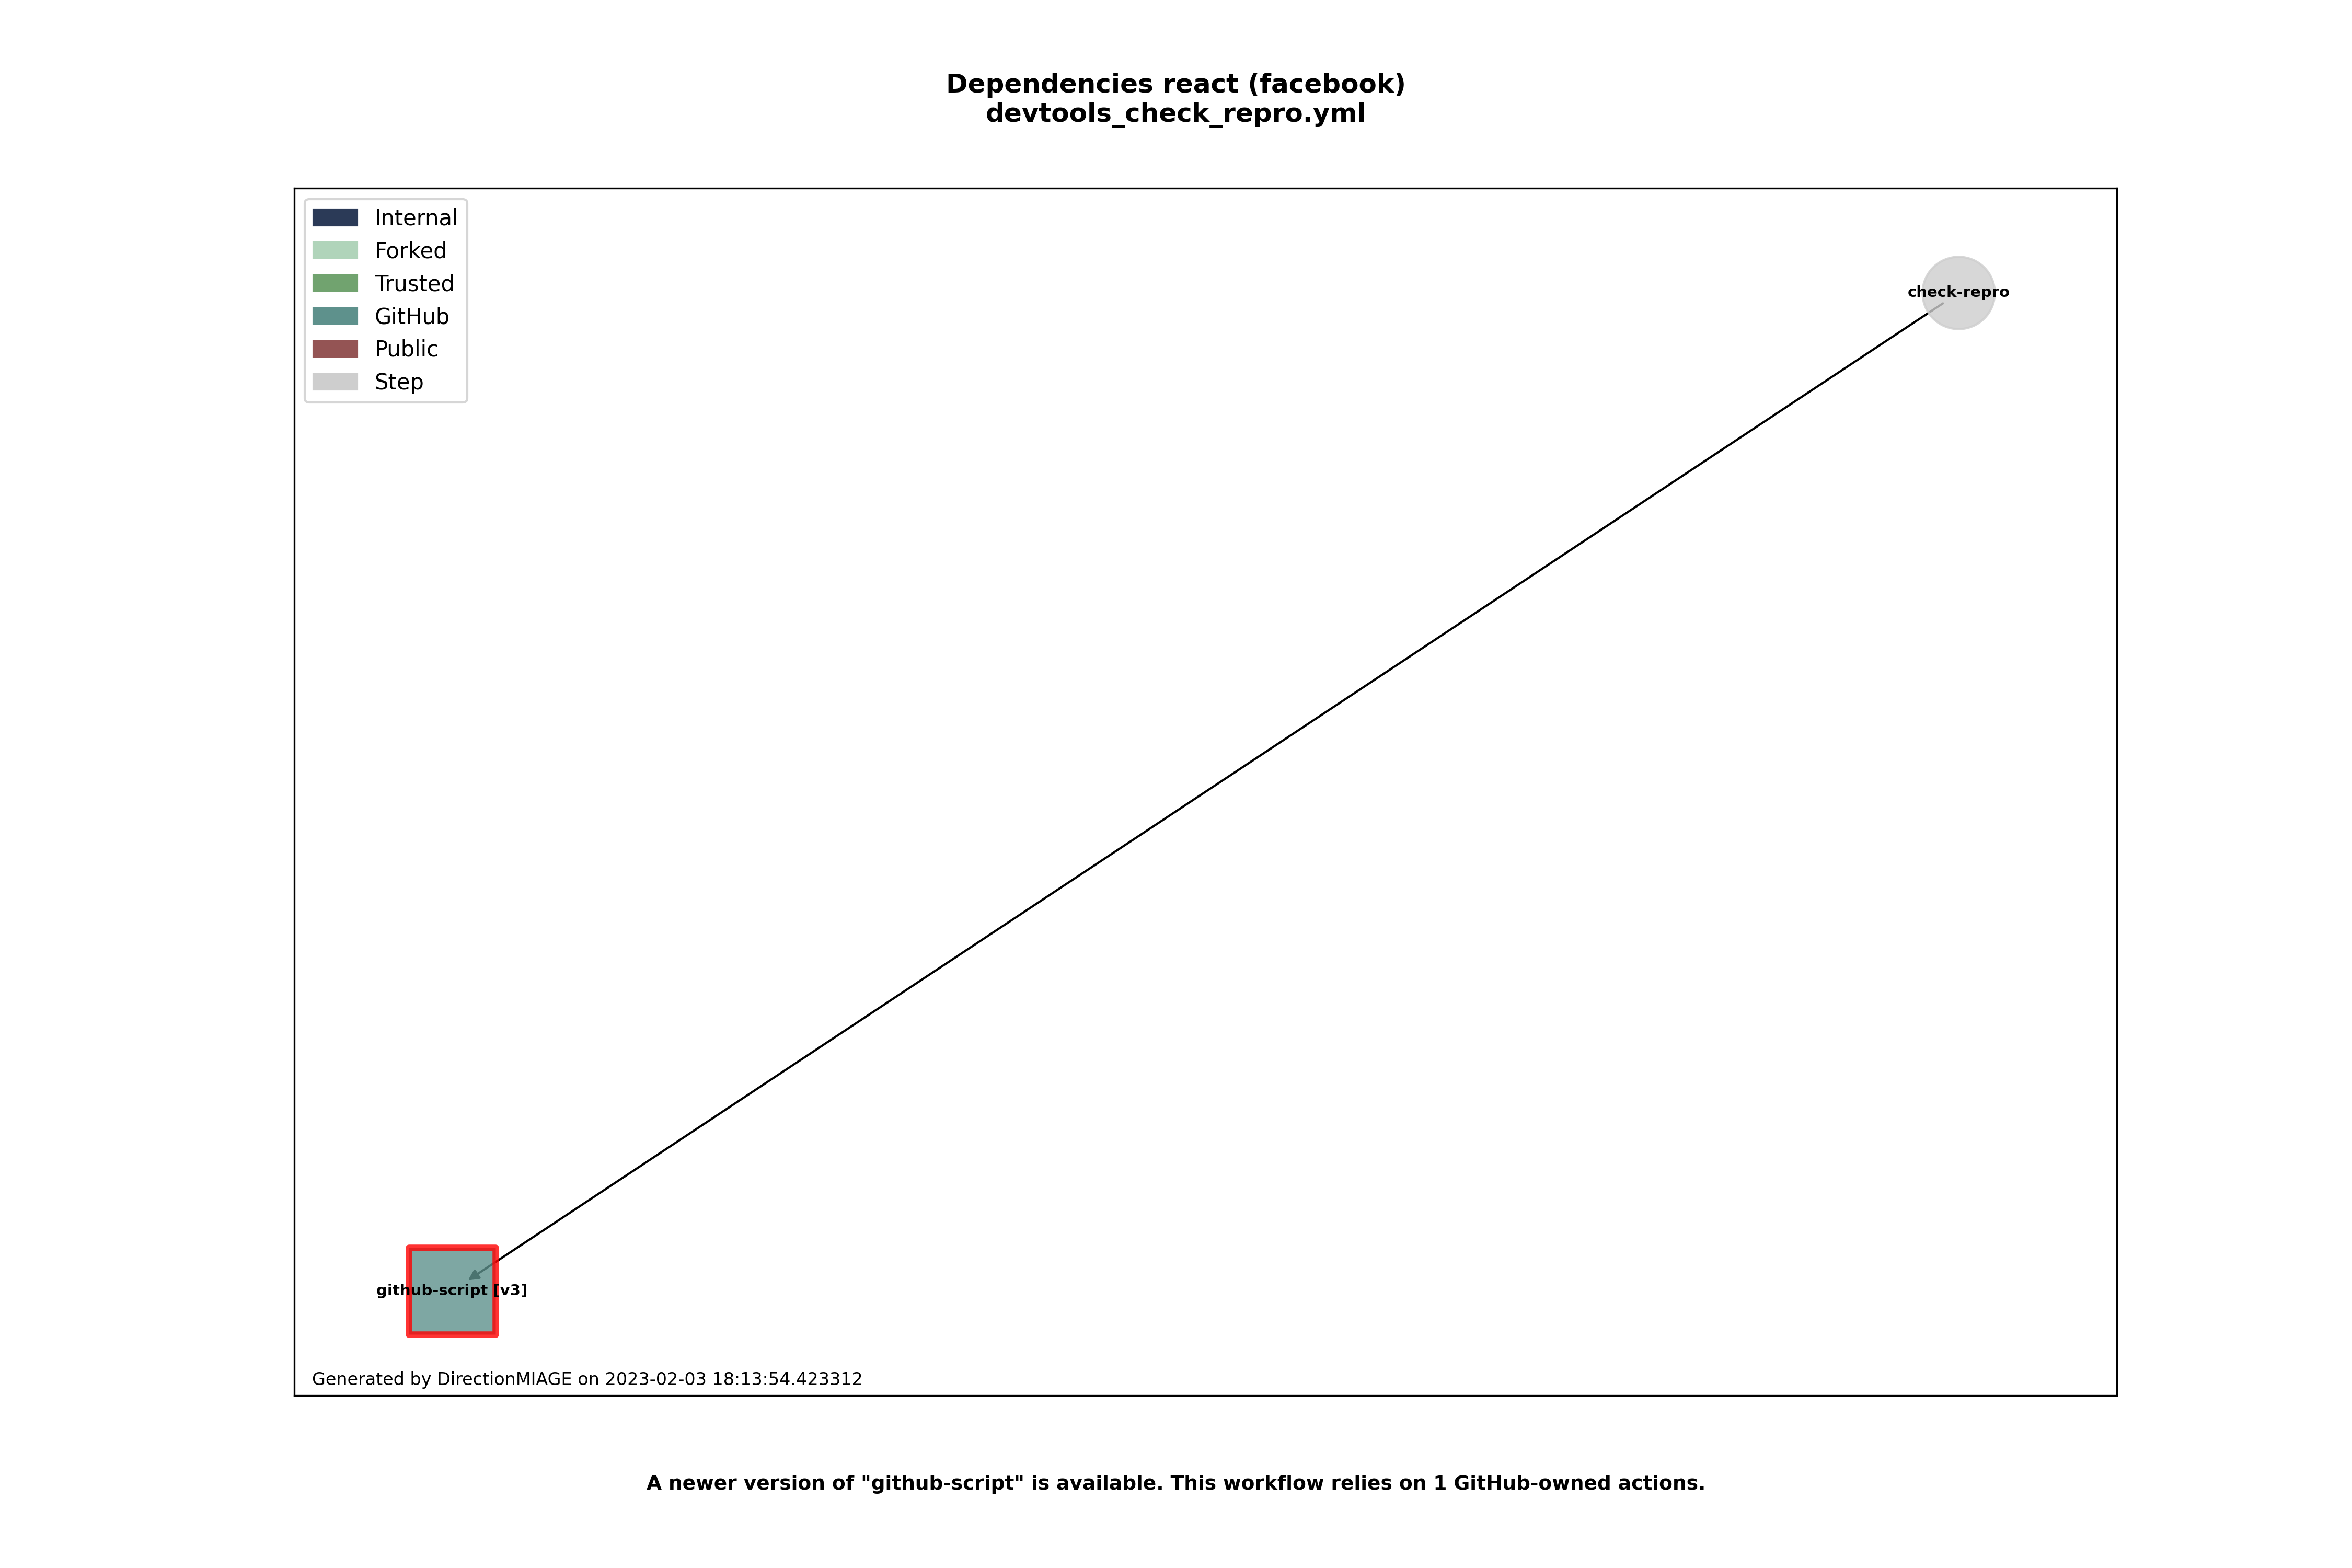 Dependencies react (facebook)
devtools_check_repro.yml
Internal
Forked
Trusted
GitHub
Public
Step
check-repro
github-script [v3]
Generated by DirectionMIAGE on 2023-02-03 18:13:54.423312
A newer version of "github-script" is available. This workflow relies on 1 GitHub-owned actions.